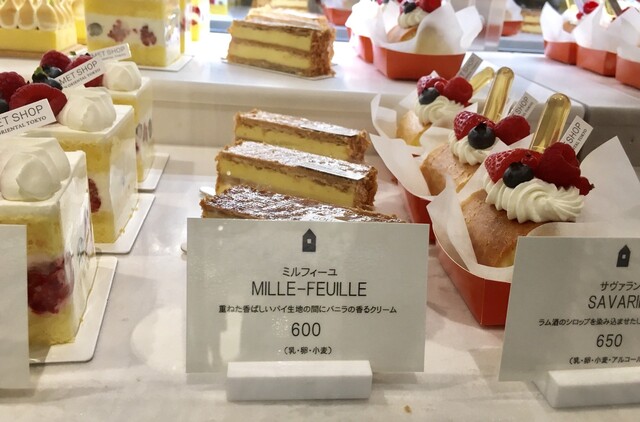 MET SHOP
ORIENTAL TOKYO
MET SHOP
ミルフィーユ
MILLE-FEUILLE
重ねた香ばしいパイ生地の間にバニラの香るクリーム
600
(乳・卵・小麦)
サヴァラン
SAVARIN
ラム酒のシロップを染み込ませたし
650
(乳・卵・小麦・アルコール